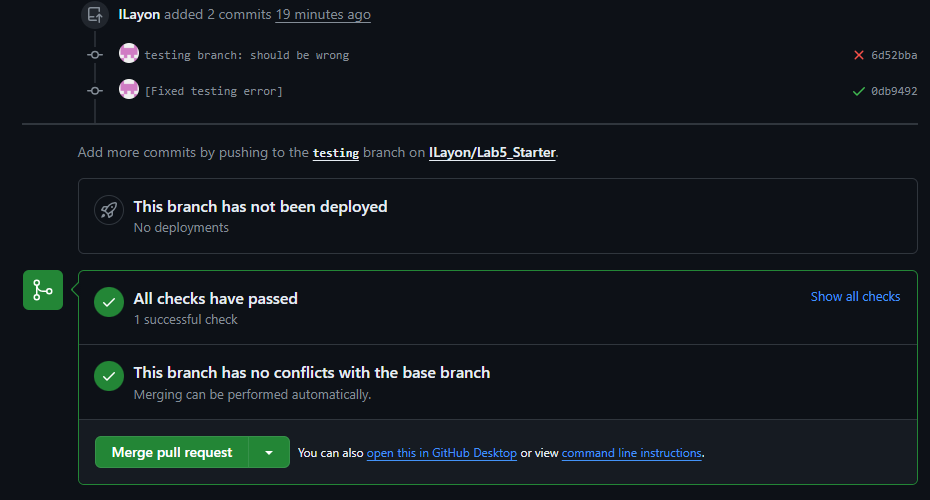 ILayon added 2 commits 19 minutes ago
testing branch: should be wrong 6d52bba
[Fixed testing error] 0db9492
Add more commits by pushing to the testing branch on ILayon/Lab5_Starter.
This branch has not been deployed
No deployments
All checks have passed Show all checks
1 successful check
This branch has no conflicts with the base branch
Merging can be performed automatically.
Merge pull request You can also open this in GitHub Desktop or view command line instructions.